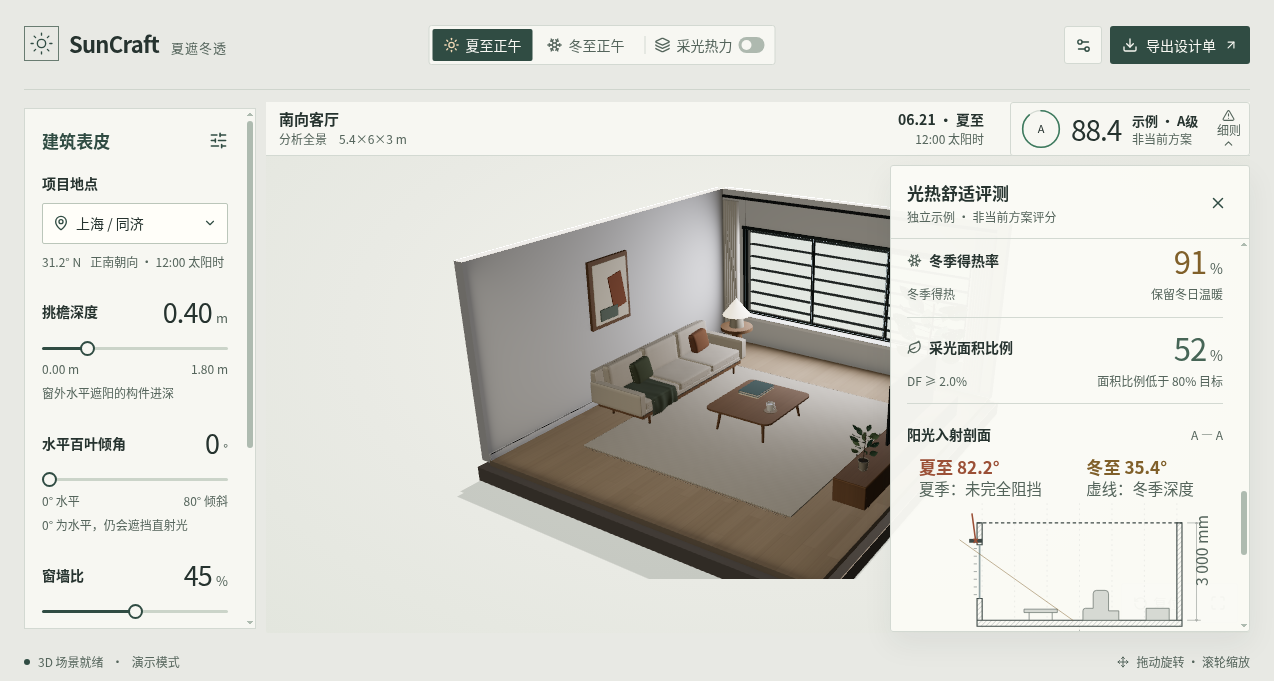 SunCraft 夏遮冬透
夏至正午 冬至正午 采光热力
导出设计单
建筑表皮
项目地点
上海 / 同济
31.2° N 正南朝向 · 12:00 太阳时
挑檐深度 0.40 m
0.00 m 1.80 m
窗外水平遮阳的构件进深
水平百叶倾角 0 °
0° 水平 80° 倾斜
0° 为水平，仍会遮挡直射光
窗墙比 45 %
南向客厅
分析全景 5.4×6×3 m
06.21 · 夏至
12:00 太阳时
A 88.4 示例 · A级
非当前方案
细则
光热舒适评测
独立示例 · 非当前方案评分
冬季得热率 91 %
冬季得热 保留冬日温暖
采光面积比例 52 %
DF ≥ 2.0% 面积比例低于 80% 目标
阳光入射剖面 A — A
夏至 82.2° 冬至 35.4°
夏季：未完全阻挡 虚线：冬季深度
3 000 mm
3D 场景就绪 · 演示模式
拖动旋转 · 滚轮缩放